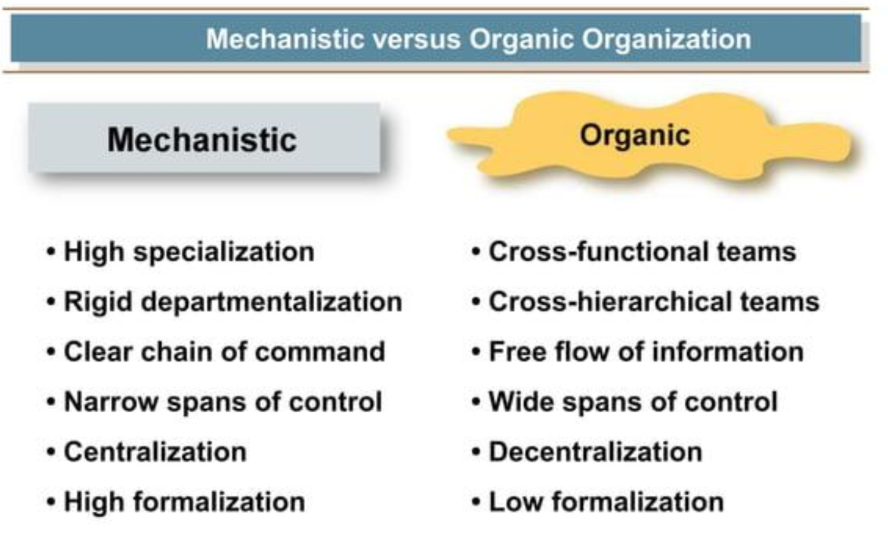 Mechanistic versus Organic Organization
Mechanistic
• High specialization
• Rigid departmentalization
• Clear chain of command
• Narrow spans of control
• Centralization
• High formalization
Organic
• Cross-functional teams
• Cross-hierarchical teams
• Free flow of information
• Wide spans of control
• Decentralization
• Low formalization